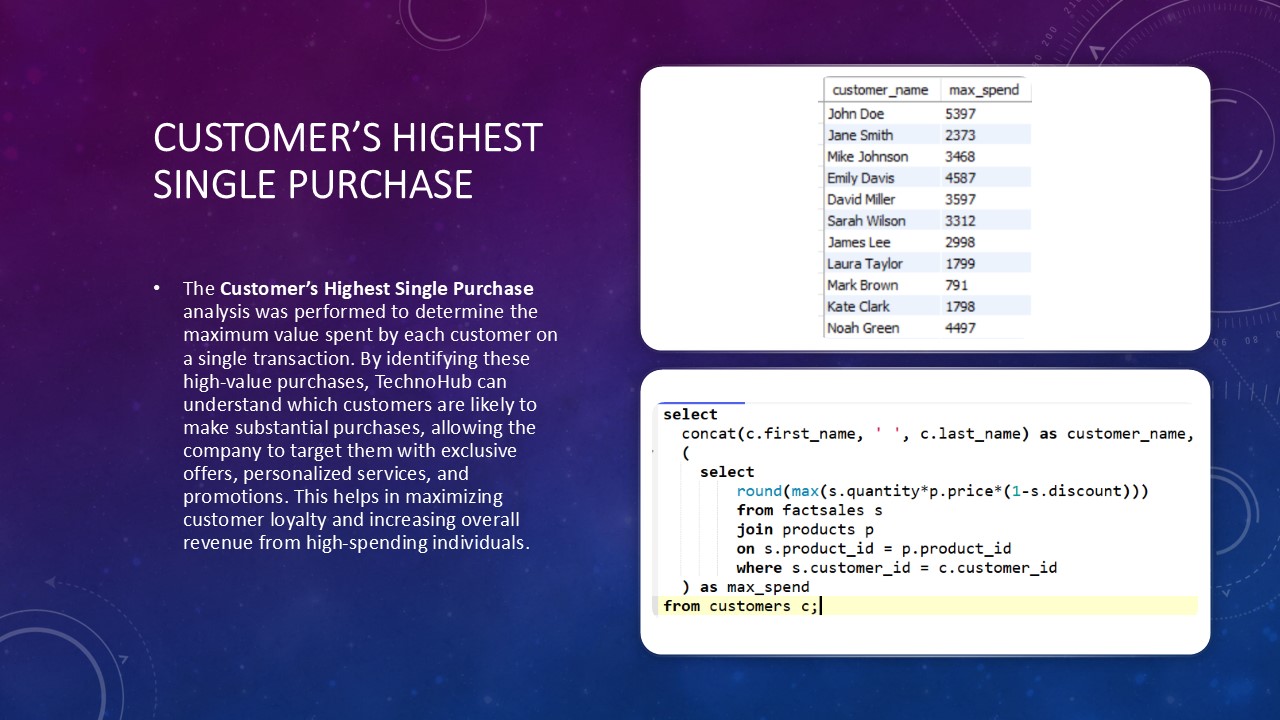 CUSTOMER’S HIGHEST
SINGLE PURCHASE
• The Customer’s Highest Single Purchase
analysis was performed to determine the
maximum value spent by each customer on
a single transaction. By identifying these
high-value purchases, TechnoHub can
understand which customers are likely to
make substantial purchases, allowing the
company to target them with exclusive
offers, personalized services, and
promotions. This helps in maximizing
customer loyalty and increasing overall
revenue from high-spending individuals.
customer_name max_spend
John Doe 5397
Jane Smith 2373
Mike Johnson 3468
Emily Davis 4587
David Miller 3597
Sarah Wilson 3312
James Lee 2998
Laura Taylor 1799
Mark Brown 791
Kate Clark 1798
Noah Green 4497
select
concat(c.first_name, ' ', c.last_name) as customer_name,
(
select
round(max(s.quantity*p.price*(1-s.discount)))
from factsales s
join products p
on s.product_id = p.product_id
where s.customer_id = c.customer_id
) as max_spend
from customers c;